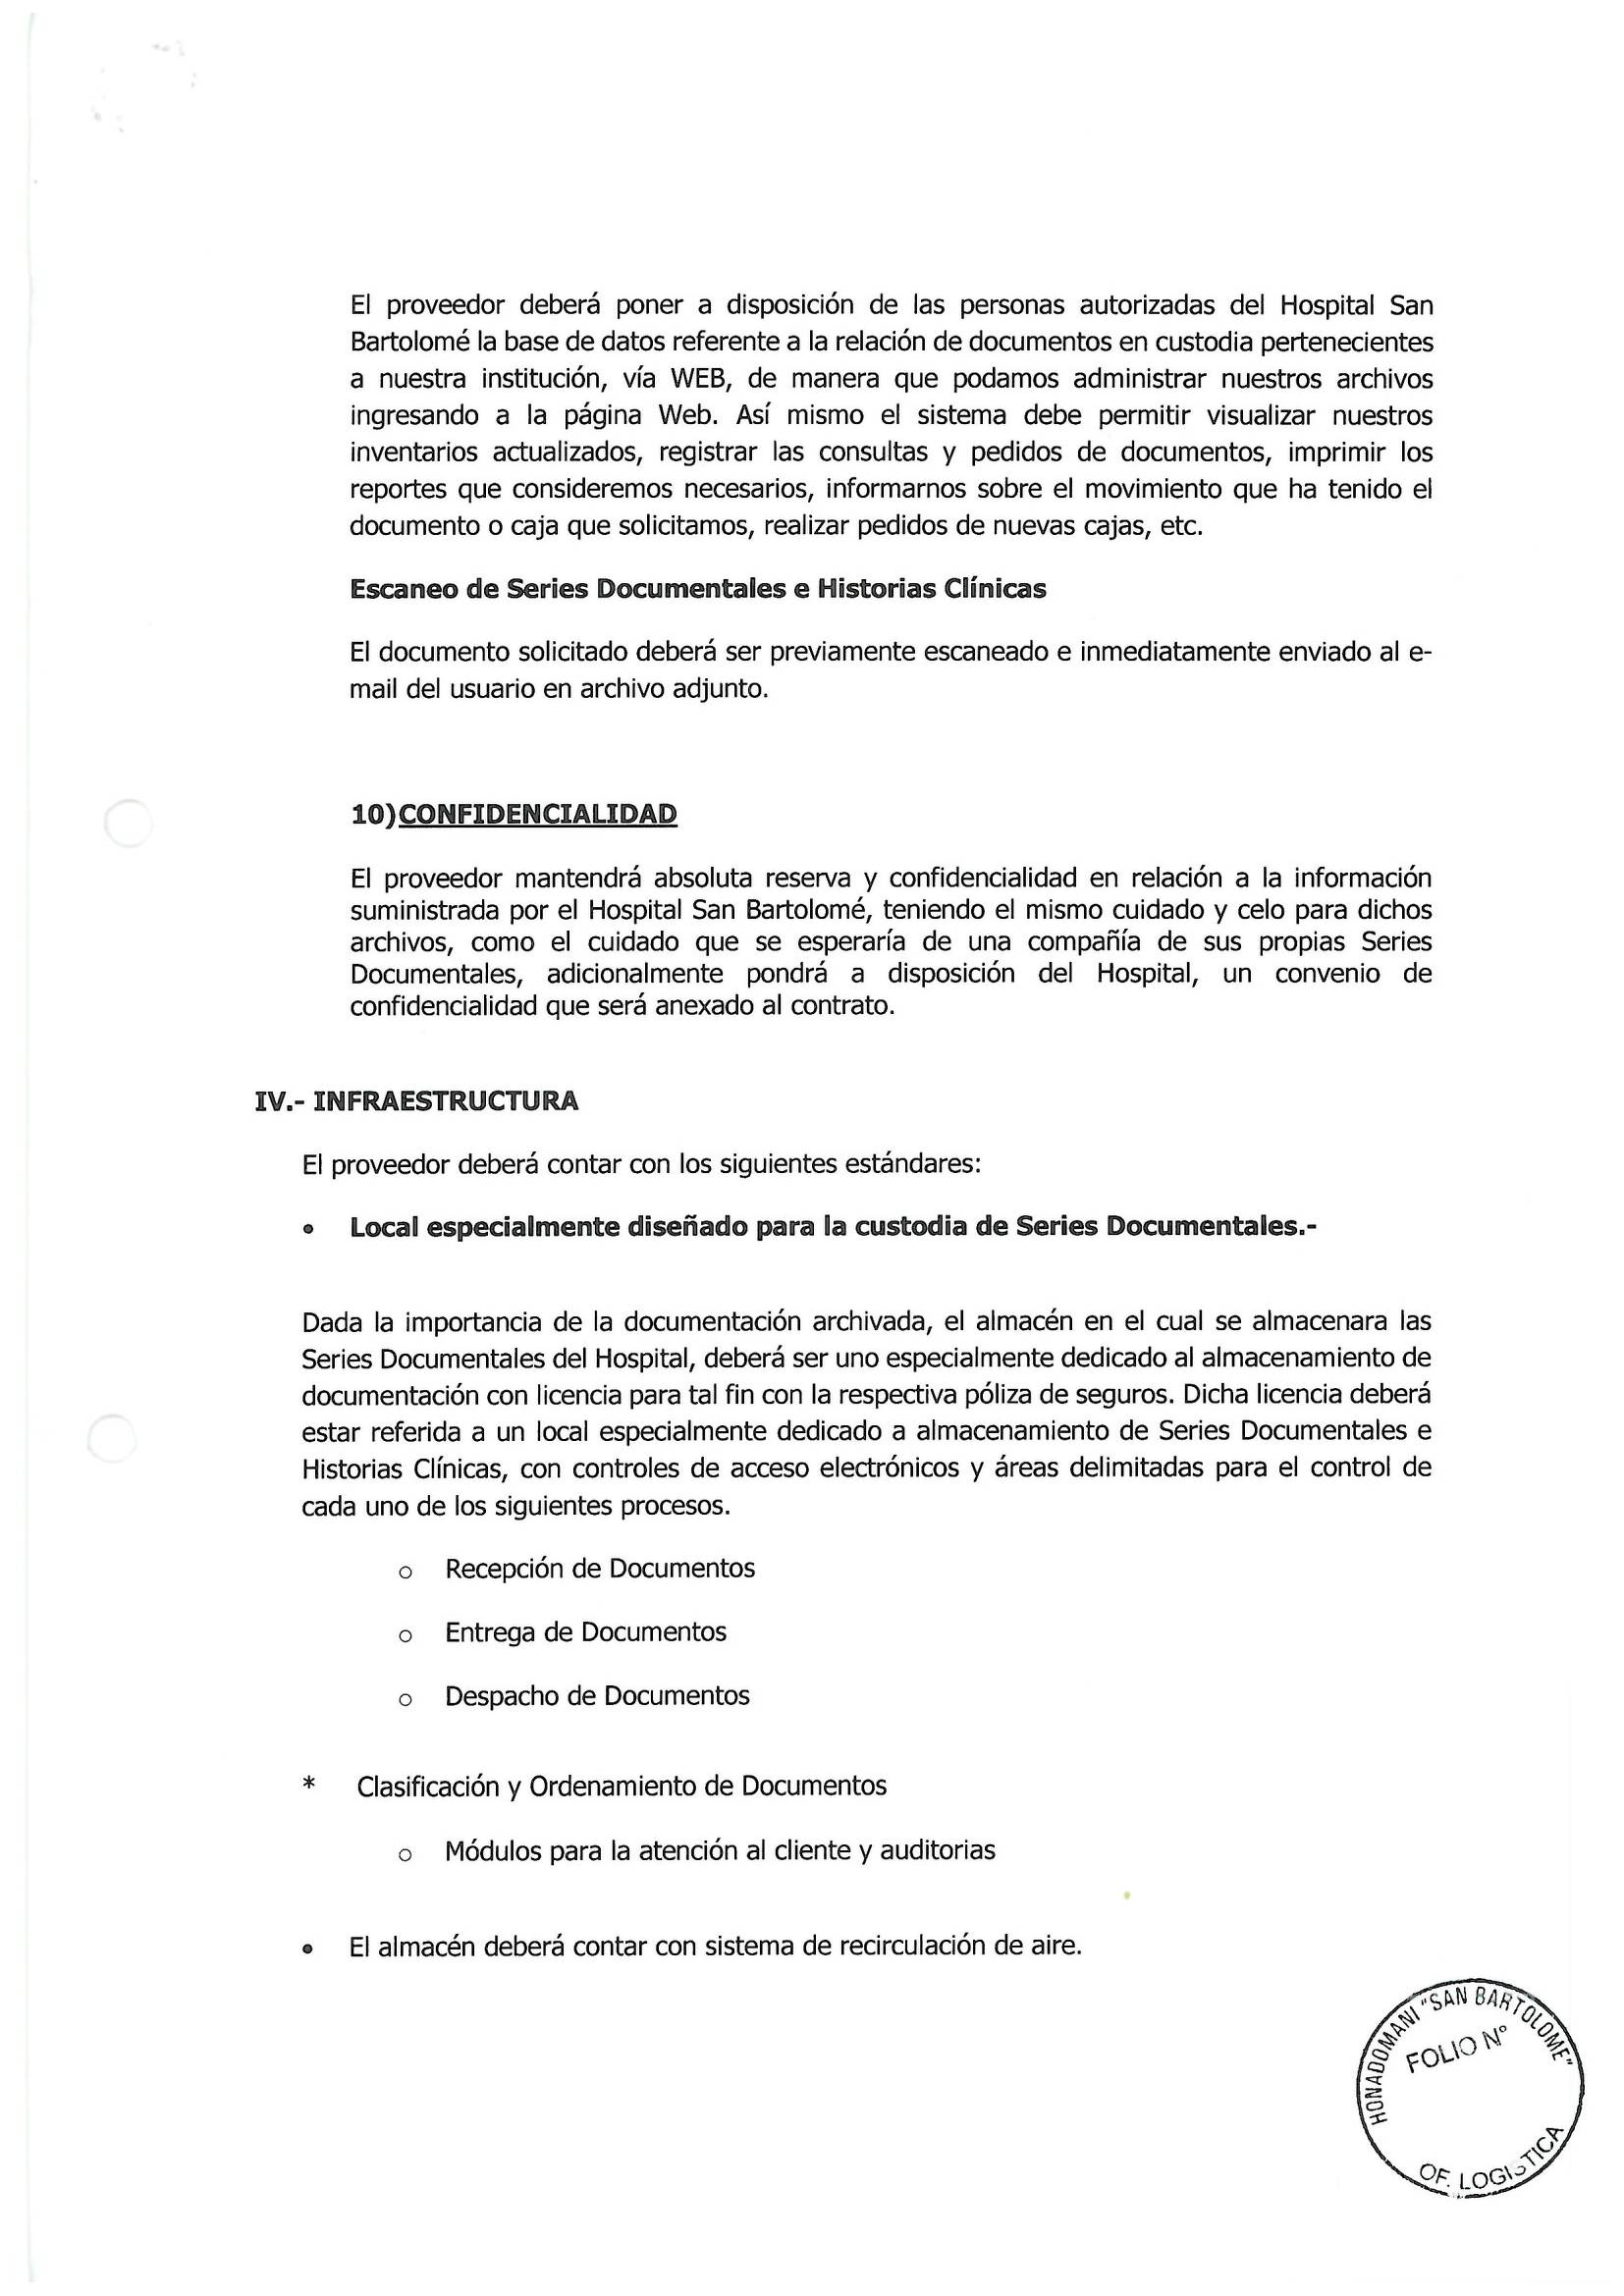 El proveedor deberá poner a disposición de las personas autorizadas del Hospital San
Bartolomé la base de datos referente a la relación de documentos en custodia pertenecientes
a nuestra institución, vía WEB, de manera que podamos administrar nuestros archivos
ingresando a la página Web. Así mismo el sistema debe permitir visualizar nuestros
inventarios actualizados, registrar las consultas y pedidos de documentos, imprimir los
reportes que consideremos necesarios, informarnos sobre el movimiento que ha tenido el
documento o caja que solicitamos, realizar pedidos de nuevas cajas, etc.
Escaneo de Series Documentales e Historias Clínicas
El documento solicitado deberá ser previamente escaneado e inmediatamente enviado al e-
mail del usuario en archivo adjunto.
10)CONFIDENCIALIDAD
El proveedor mantendrá absoluta reserva y confidencialidad en relación a la información
suministrada por el Hospital San Bartolomé, teniendo el mismo cuidado y celo para dichos
archivos, como el cuidado que se esperaría de una compañía de sus propias Series
Documentales, adicionalmente pondrá a disposición del Hospital, un convenio de
confidencialidad que será anexado al contrato.
IV.- INFRAESTRUCTURA
El proveedor deberá contar con los siguientes estándares:
• Local especialmente diseñado para la custodia de Series Documentales.-
Dada la importancia de la documentación archivada, el almacén en el cual se almacenara las
Series Documentales del Hospital, deberá ser uno especialmente dedicado al almacenamiento de
documentación con licencia para tal fin con la respectiva póliza de seguros. Dicha licencia deberá
estar referida a un local especialmente dedicado a almacenamiento de Series Documentales e
Historias Clínicas, con controles de acceso electrónicos y áreas delimitadas para el control de
cada uno de los siguientes procesos.
o Recepción de Documentos
o Entrega de Documentos
o Despacho de Documentos
* Clasificación y Ordenamiento de Documentos
o Módulos para la atención al cliente y auditorias
• El almacén deberá contar con sistema de recirculación de aire.
HONADOMANI "SAN BARTOLOME"
FOLIO N°
OF. LOGISTICA